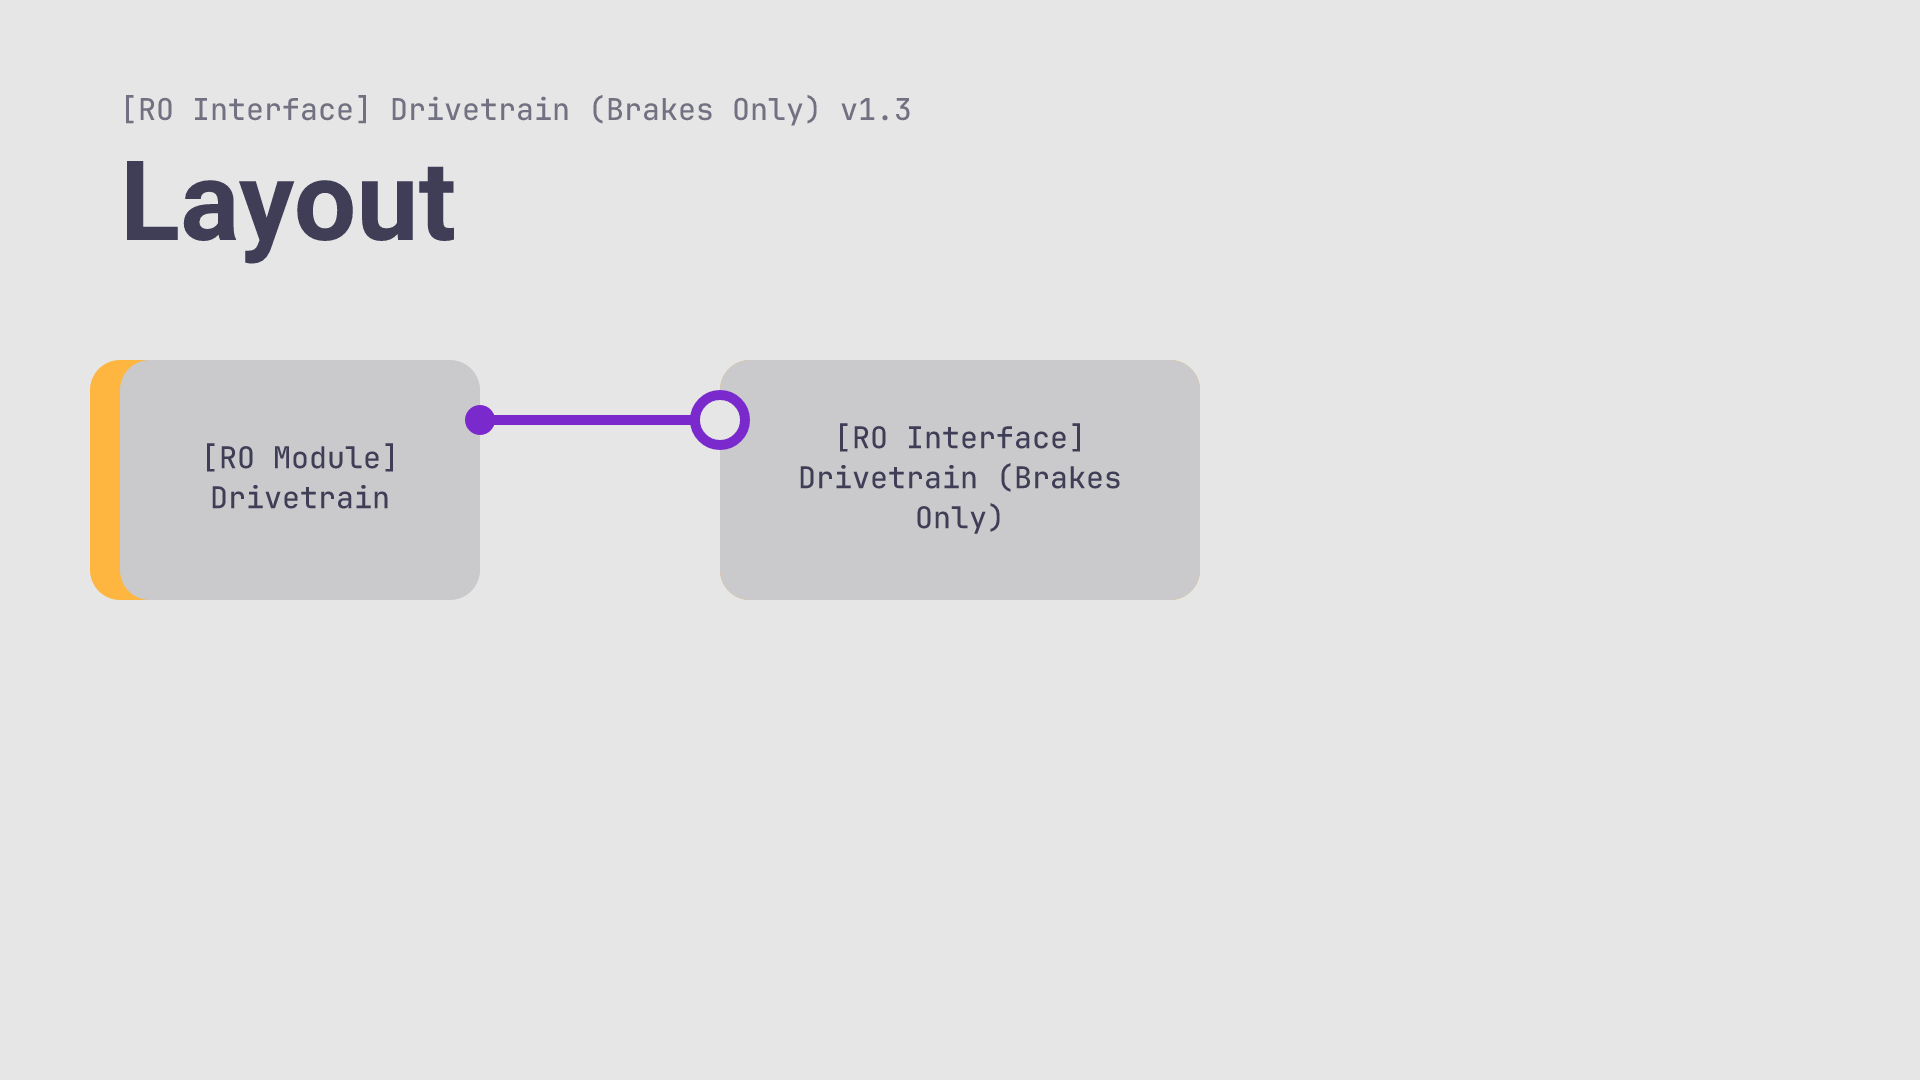 [RO Interface] Drivetrain (Brakes Only) v1.3
Layout
[RO Module]
Drivetrain
[RO Interface]
Drivetrain (Brakes
Only)